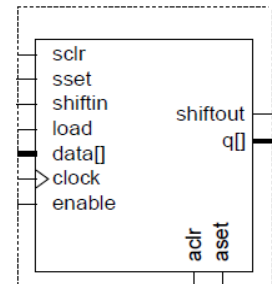 sclr
sset
shiftin
load
data[]
clock
enable
shiftout
q[]
aclr
aset